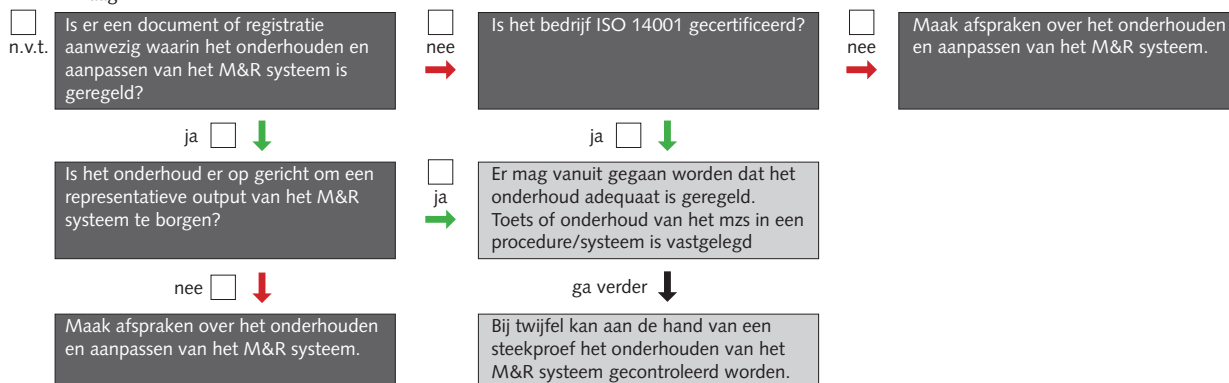 n.v.t.
Is er een document of registratie
aanwezig waarin het onderhouden en
aanpassen van het M&R systeem is
geregeld?
nee
Is het bedrijf ISO 14001 gecertificeerd?
nee
Maak afspraken over het onderhouden
en aanpassen van het M&R systeem.
ja
ja
Is het onderhoud er op gericht om een
representatieve output van het M&R
systeem te borgen?
ja
Er mag vanuit gegaan worden dat het
onderhoud adequaat is geregeld.
Toets of onderhoud van het mzs in een
procedure/systeem is vastgelegd
nee
ga verder
Maak afspraken over het onderhouden
en aanpassen van het M&R systeem.
Bij twijfel kan aan de hand van een
steekproef het onderhouden van het
M&R systeem gecontroleerd worden.